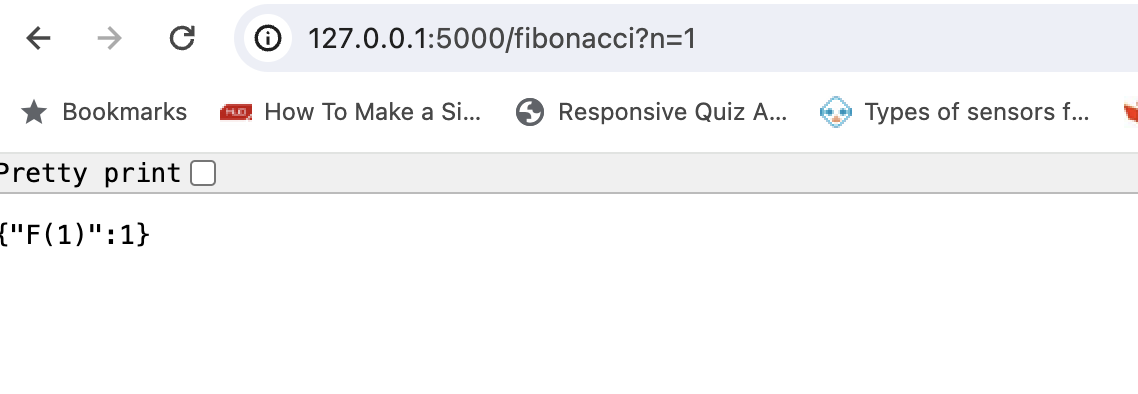 127.0.0.1:5000/fibonacci?n=1
Bookmarks How To Make a Si... Responsive Quiz A... Types of sensors f...
Pretty print
{"F(1)":1}